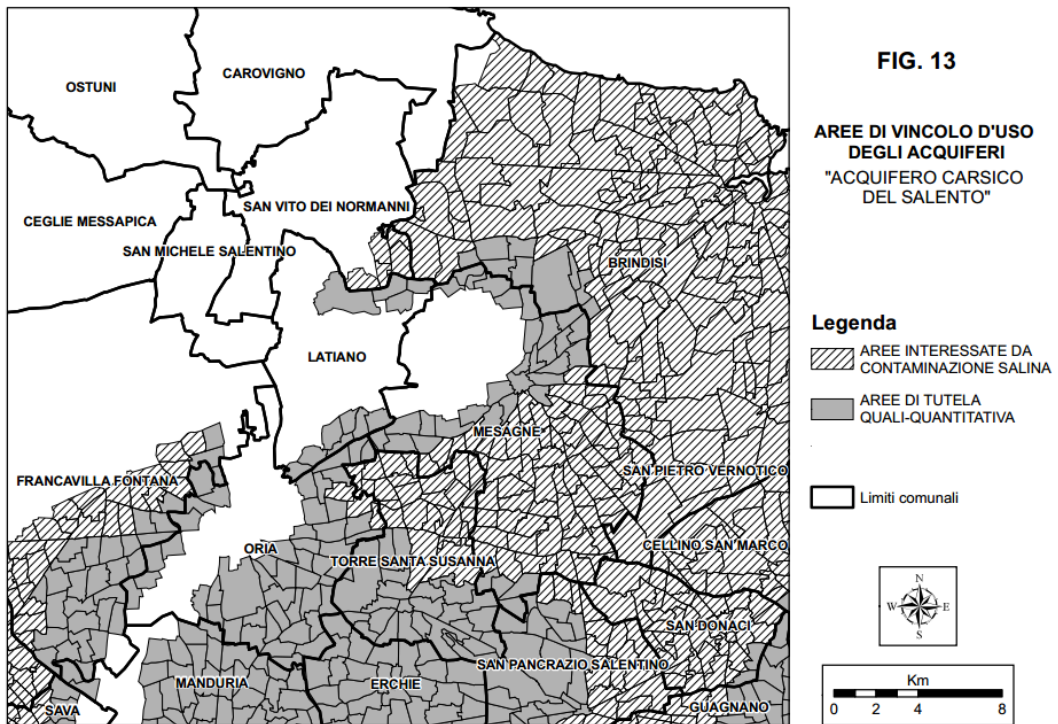 OSTUNI
CAROVIGNO
CEGLIE MESSAPICA
SAN VITO DEI NORMANNI
SAN MICHELE SALENTINO
BRINDISI
LATIANO
MESAGNE
FRANCAVILLA FONTANA
SAN PIETRO VERNOTICO
ORIA
TORRE SANTA SUSANNA
CELLINO SAN MARCO
SAN DONACI
SAN PANCRAZIO SALENTINO
MANDURIA
ERCHIE
SAVA
GUAGNANO
FIG. 13
AREE DI VINCOLO D'USO
DEGLI ACQUIFERI
"ACQUIFERO CARSICO
DEL SALENTO"
Legenda
AREE INTERESSATE DA
CONTAMINAZIONE SALINA
AREE DI TUTELA
QUALI-QUANTITATIVA
Limiti comunali
N
W E
S
Km
0 2 4 8